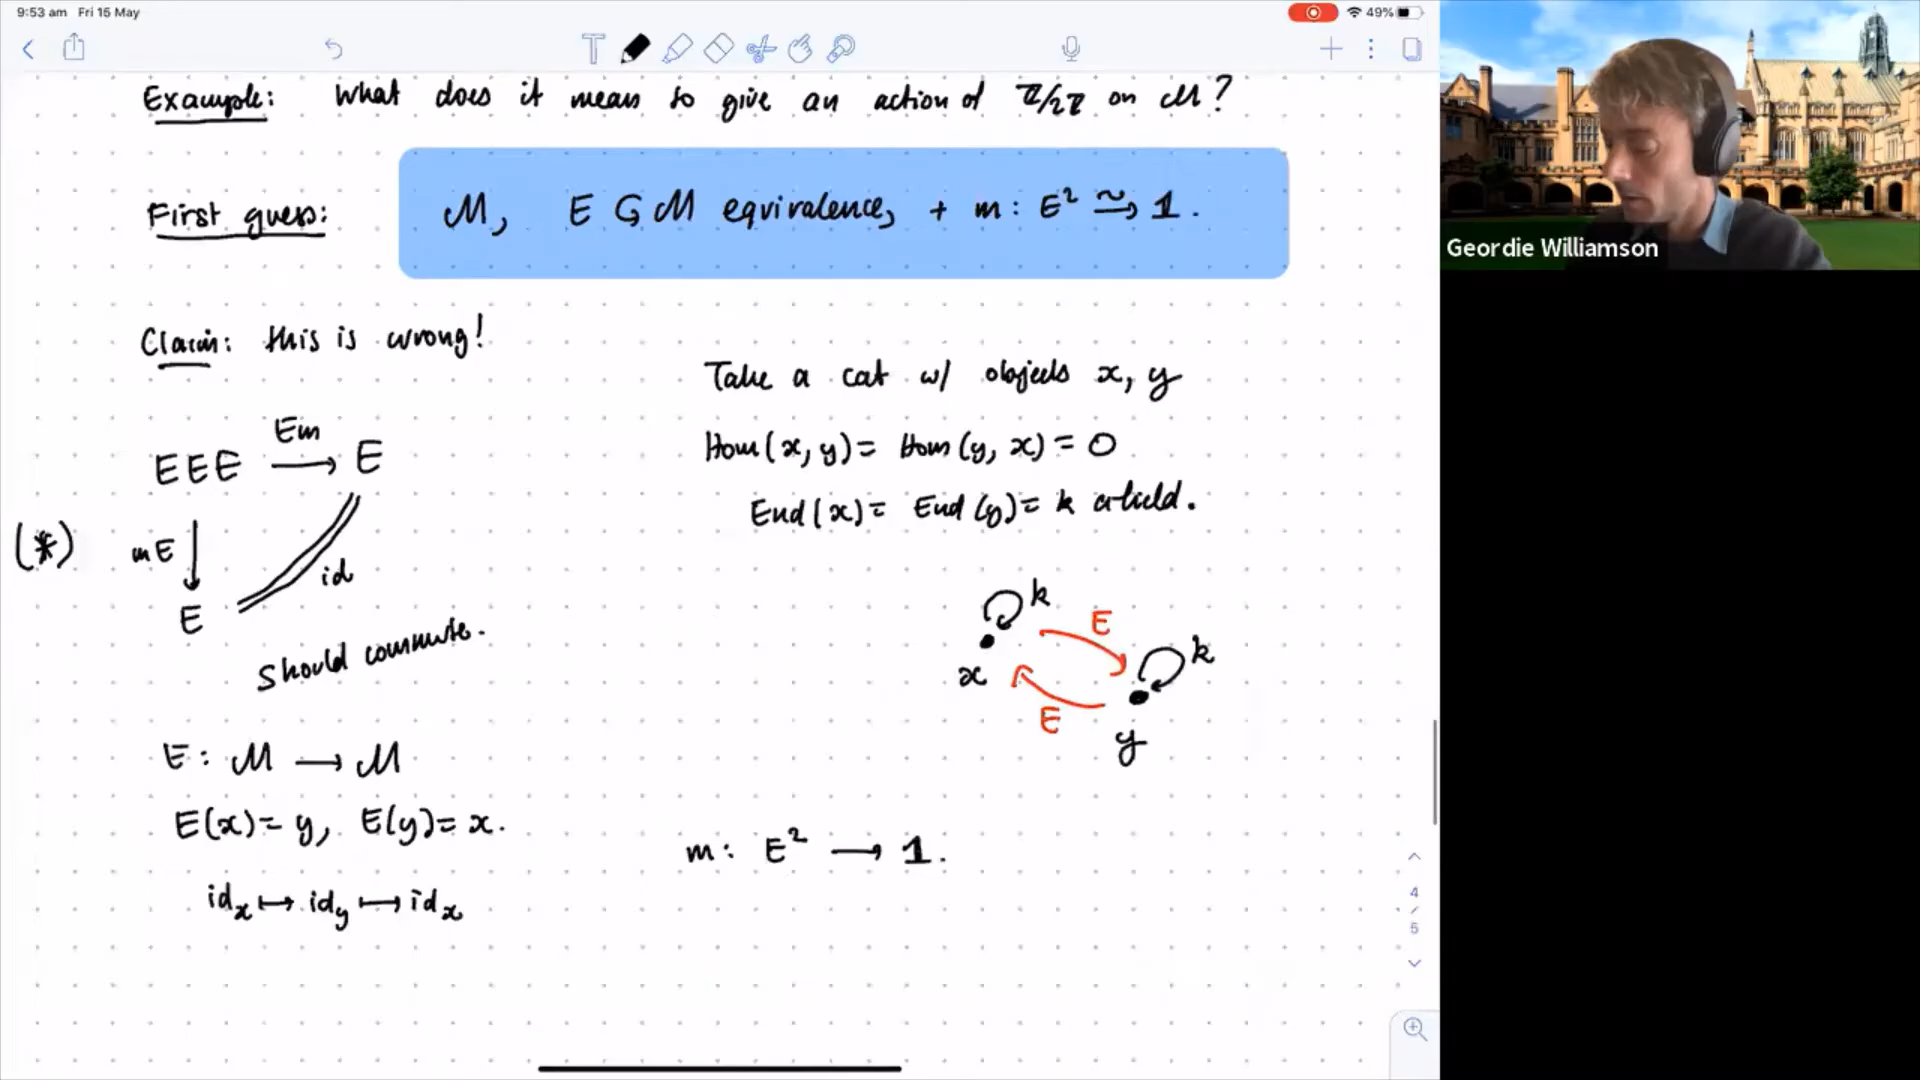 9:53 am Fri 15 May
49%
Example: What does it mean to give an action of ℤ/2ℤ on ℳ?
First guess: ℳ, E G ℳ equivalence, + m : E² ⥲ 1.
Claim: this is wrong!
Take a cat w/ objects x, y
Hom(x, y) = Hom(y, x) = 0
End(x) = End(y) = k a field.
EEE Em → E
(*) mE ↓ id
E
should commute.
k
E
x
k
E
y
E : ℳ → ℳ
E(x) = y, E(y) = x.
id_x ↦ id_y ↦ id_x
m : E² → 1.
4
/
5
Geordie Williamson